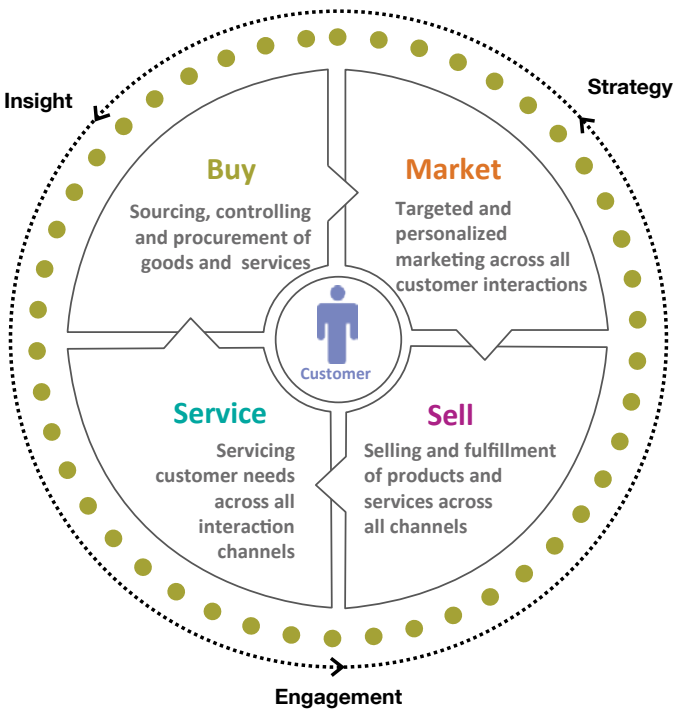 Insight
Strategy
Buy
Sourcing, controlling
and procurement of
goods and services
Market
Targeted and
personalized
marketing across all
customer interactions
Customer
Service
Servicing
customer needs
across all
interaction
channels
Sell
Selling and fulfillment
of products and
services across
all channels
Engagement